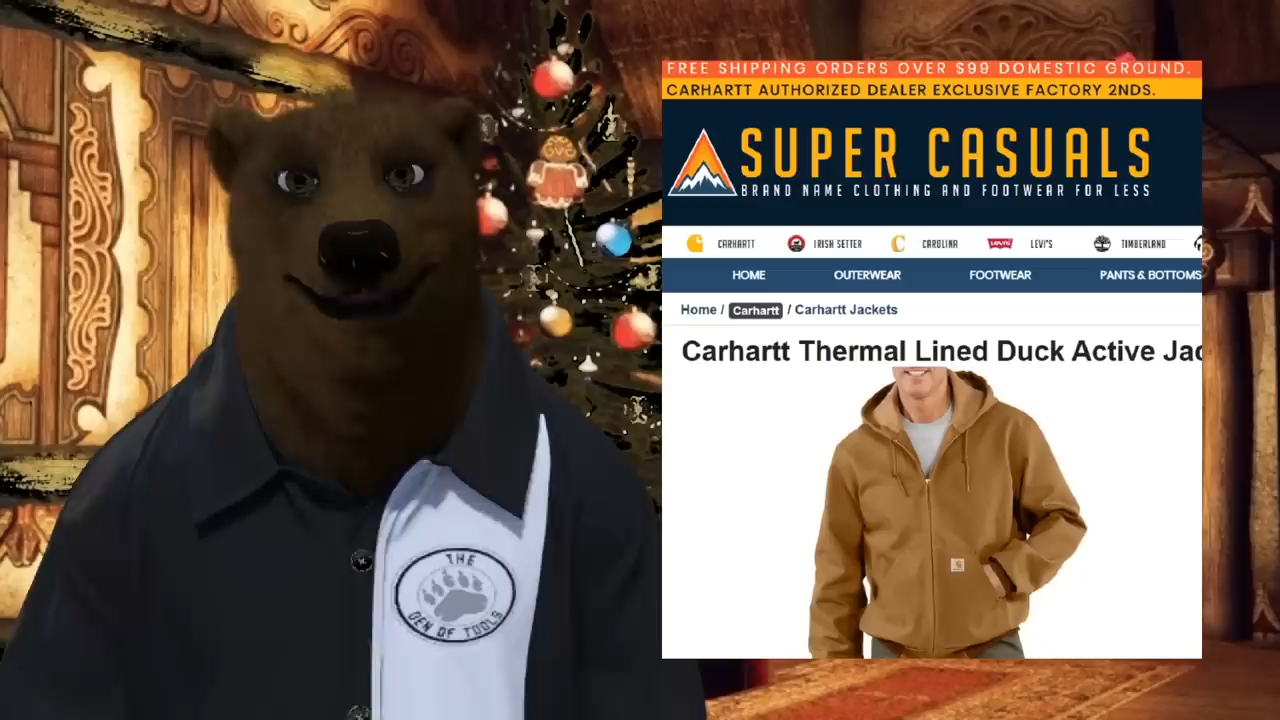 FREE SHIPPING ORDERS OVER $99 DOMESTIC GROUND.
CARHARTT AUTHORIZED DEALER EXCLUSIVE FACTORY 2NDS.
SUPER CASUALS
BRAND NAME CLOTHING AND FOOTWEAR FOR LESS
CARHARTT IRISH SETTER CAROLINA LEVI'S TIMBERLAND
HOME OUTERWEAR FOOTWEAR PANTS & BOTTOMS
Home / Carhartt / Carhartt Jackets
Carhartt Thermal Lined Duck Active Jac
THE
DEN OF TOOLS